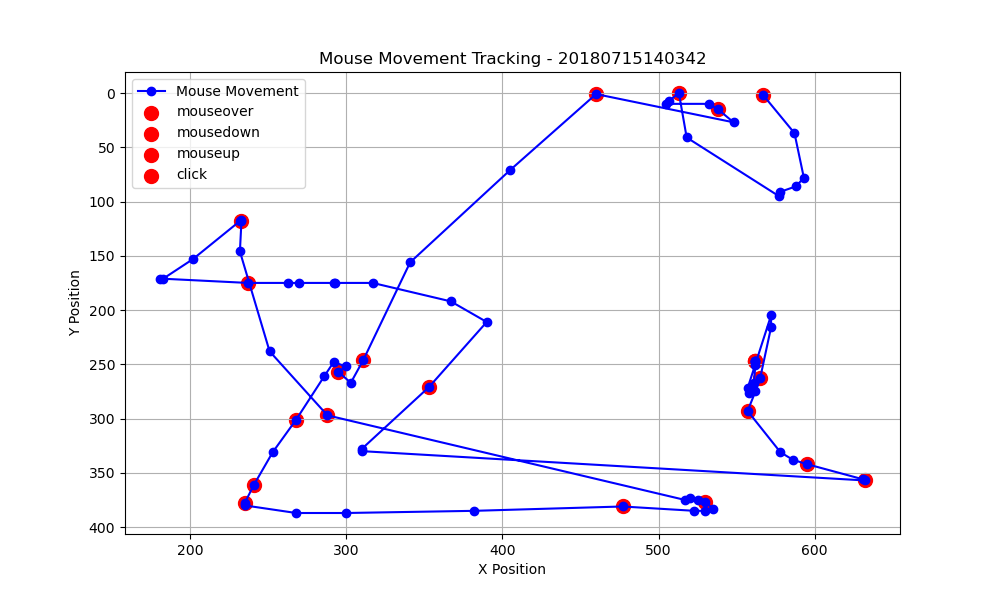 Mouse Movement Tracking - 20180715140342
Mouse Movement
mouseover
mousedown
mouseup
click
0
50
100
150
200
250
300
350
400
Y Position
200
300
400
500
600
X Position